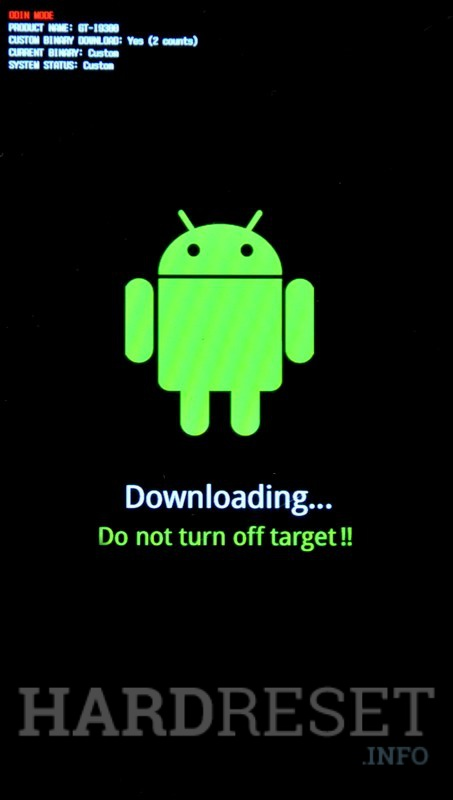 ODIN MODE
PRODUCT NAME: GT-I9300
CUSTOM BINARY DOWNLOAD: Yes (2 counts)
CURRENT BINARY: Custom
SYSTEM STATUS: Custom
Downloading...
Do not turn off target!!
HARDRESET
.INFO